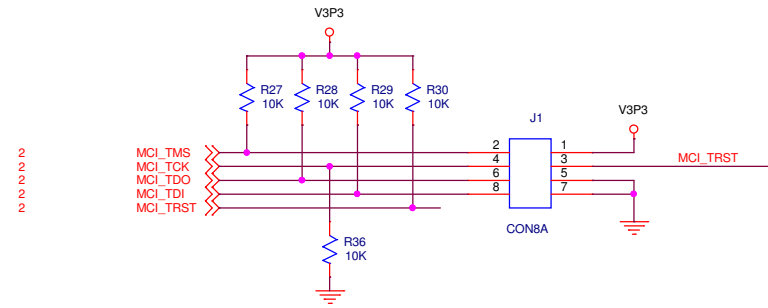 V3P3
R27 R28 R29 R30
10K 10K 10K 10K
V3P3
J1
2 MCI_TMS 2 1
2 MCI_TCK 4 3 MCI_TRST
2 MCI_TDO 6 5
2 MCI_TDI 8 7
2 MCI_TRST
CON8A
R36
10K